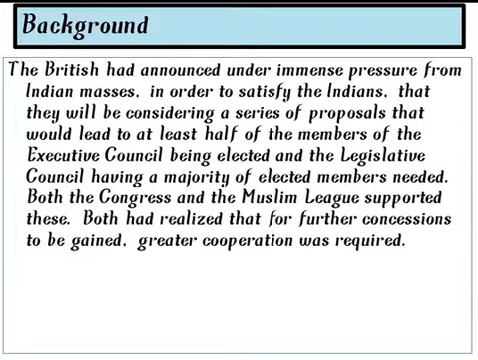 Background
The British had announced under immense pressure from
Indian masses, in order to satisfy the Indians, that
they will be considering a series of proposals that
would lead to at least half of the members of the
Executive Council being elected and the Legislative
Council having a majority of elected members needed.
Both the Congress and the Muslim League supported
these. Both had realized that for further concessions
to be gained, greater cooperation was required.